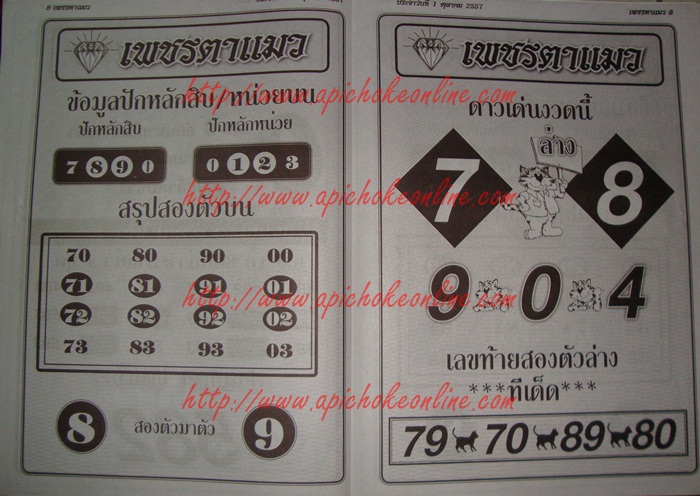 8 เพชรตาแมว
เพชรตาแมว
ข้อมูลปักหลักสิบ/หน่วยบน
ปักหลักสิบ ปักหลักหน่วย
7 8 9 0 0 1 2 3
สรุปสองตัวบน
70 80 90 00
71 81 91 01
72 82 92 02
73 83 93 03
8 สองตัวมาตัว 9
ประจำวันที่ 1 ตุลาคม 2557 เพชรตาแมว 9
เพชรตาแมว
ดาวเด่นงวดนี้
ล่าง
7 8
9 0 4
เลขท้ายสองตัวล่าง
***ทีเด็ด***
79 70 89 80
http://www.apichokeonline.com
http://www.apichokeonline.com
http://www.apichokeonline.com
http://www.apichokeonline.com